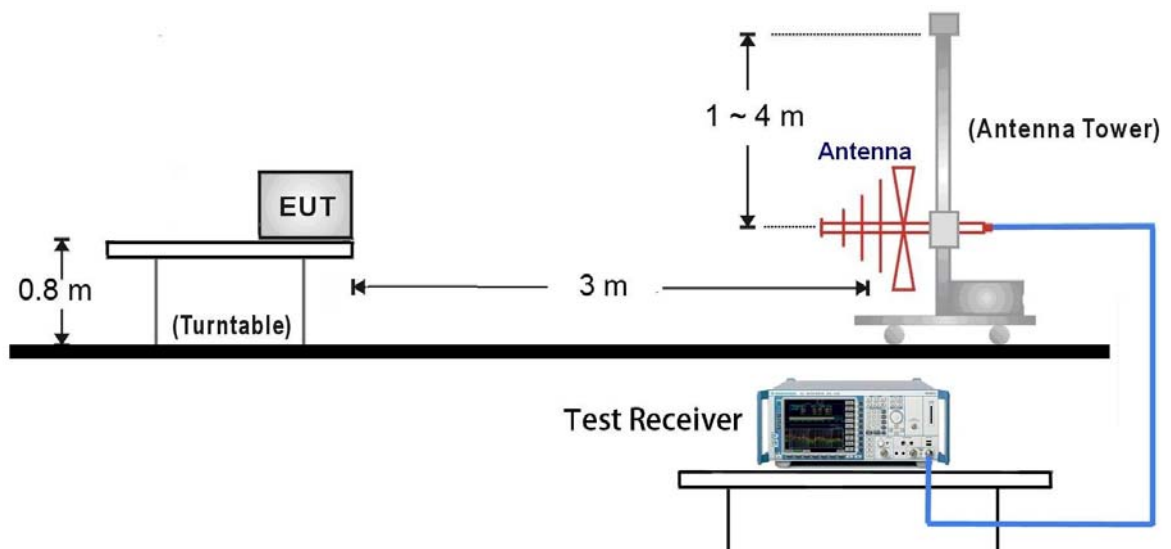 1 ~ 4 m
(Antenna Tower)
Antenna
EUT
0.8 m
3 m
(Turntable)
Test Receiver